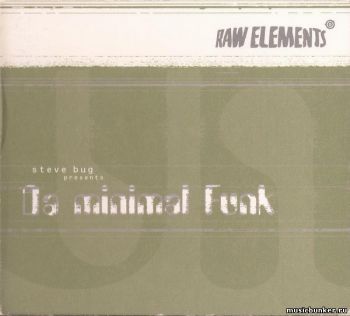 RAW ELEMENTS
steve bug
presents
Da minimal Funk
musicbunker.ru